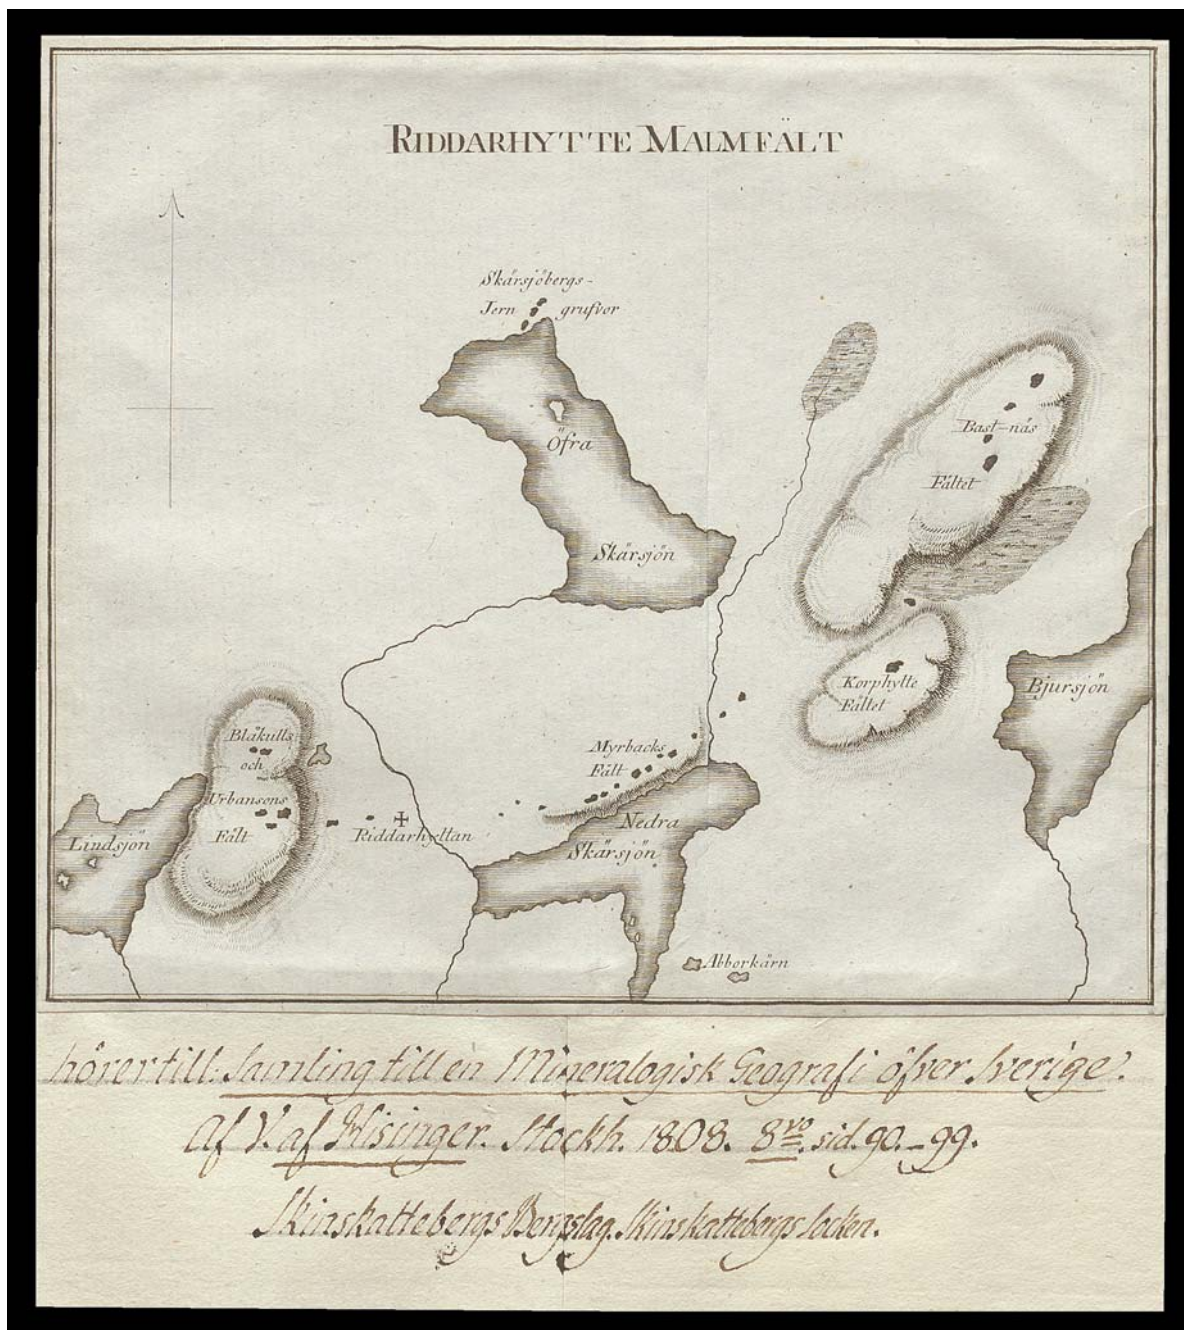 RIDDARHYTTE MALMFÄLT
Skärsjöbergs-
Jern grufvor
Öfra
Skärsjön
Bast-näs
Fältet
Korphytte
Fältet
Bjursjön
Blåkulls
och
Urbansons
Fält
Lindsjön
Riddarhyttan
Myrbacks
Fält
Nedra
Skärsjön
Abborkärn
hörer till: Samling till en Mineralogisk Geografi öfver Sverige.
Af V. af Hisinger. Stockh. 1808. 8vo. sid. 90.-99.
Skinskattebergs Bergslag. Skinskattebergs Socken.